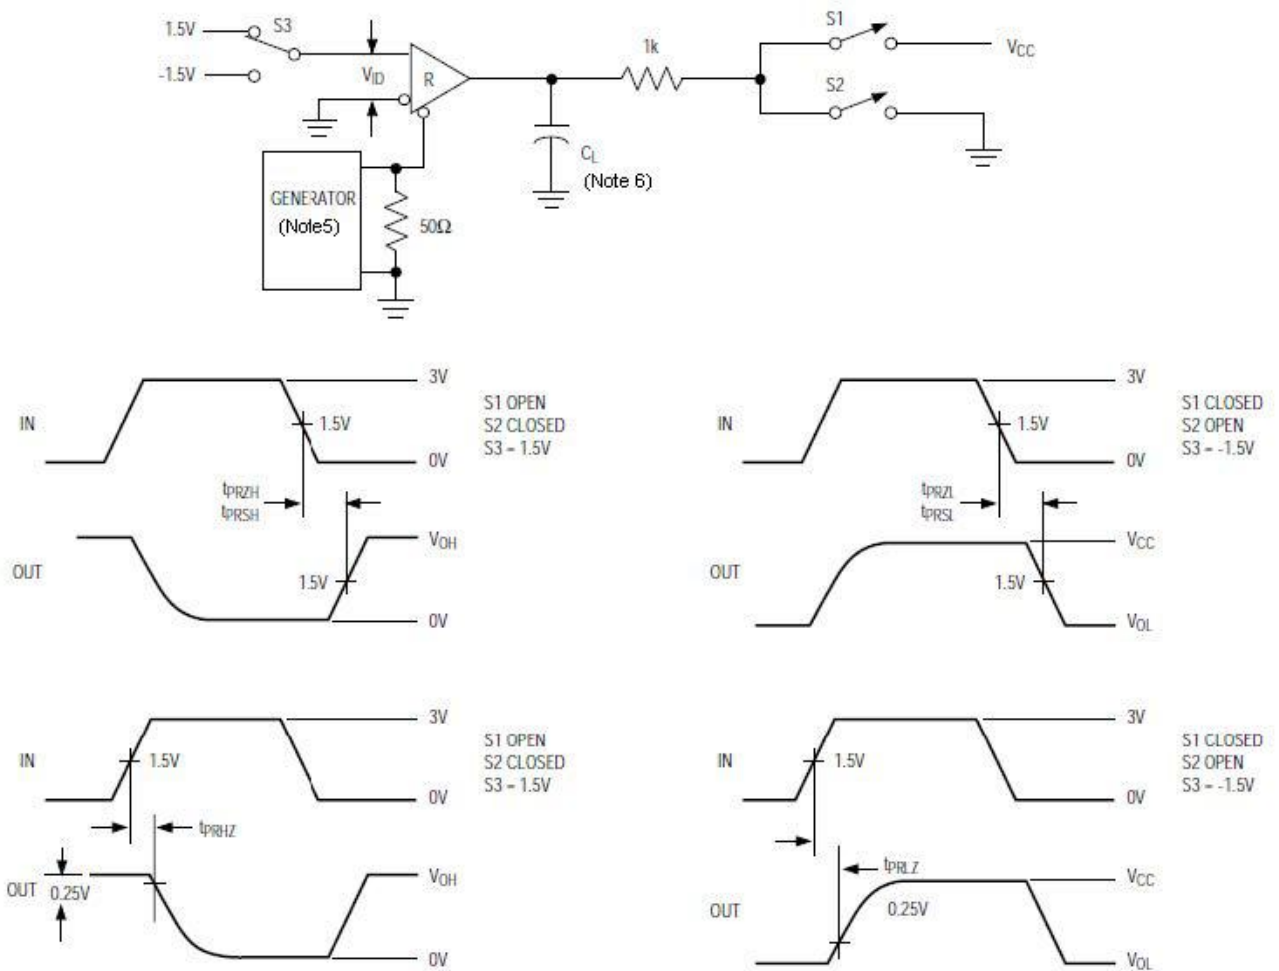 1.5V
S3
-1.5V
VID
R
1k
S1
VCC
S2
CL
(Note 6)
GENERATOR
(Note5)
50Ω
IN
3V
1.5V
0V
S1 OPEN
S2 CLOSED
S3 = 1.5V
tPRZH
tPRSH
OUT
VOH
1.5V
0V
IN
3V
1.5V
0V
S1 CLOSED
S2 OPEN
S3 = -1.5V
tPRZL
tPRSL
OUT
VCC
1.5V
VOL
IN
3V
1.5V
0V
S1 OPEN
S2 CLOSED
S3 = 1.5V
tPRHZ
OUT
0.25V
VOH
0V
IN
3V
1.5V
0V
S1 CLOSED
S2 OPEN
S3 = -1.5V
tPRLZ
OUT
VCC
0.25V
VOL